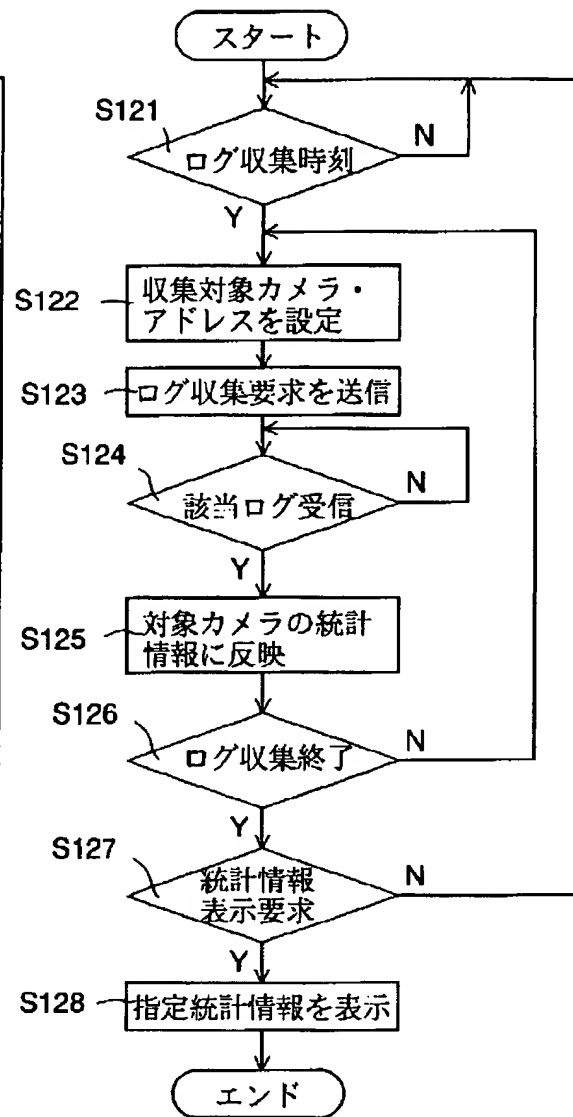 スタート
S121
ログ収集時刻
N
Y
S122
収集対象カメラ・
アドレスを設定
S123
ログ収集要求を送信
S124
該当ログ受信
N
Y
S125
対象カメラの統計
情報に反映
S126
ログ収集終了
N
Y
S127
統計情報
表示要求
N
Y
S128
指定統計情報を表示
エンド